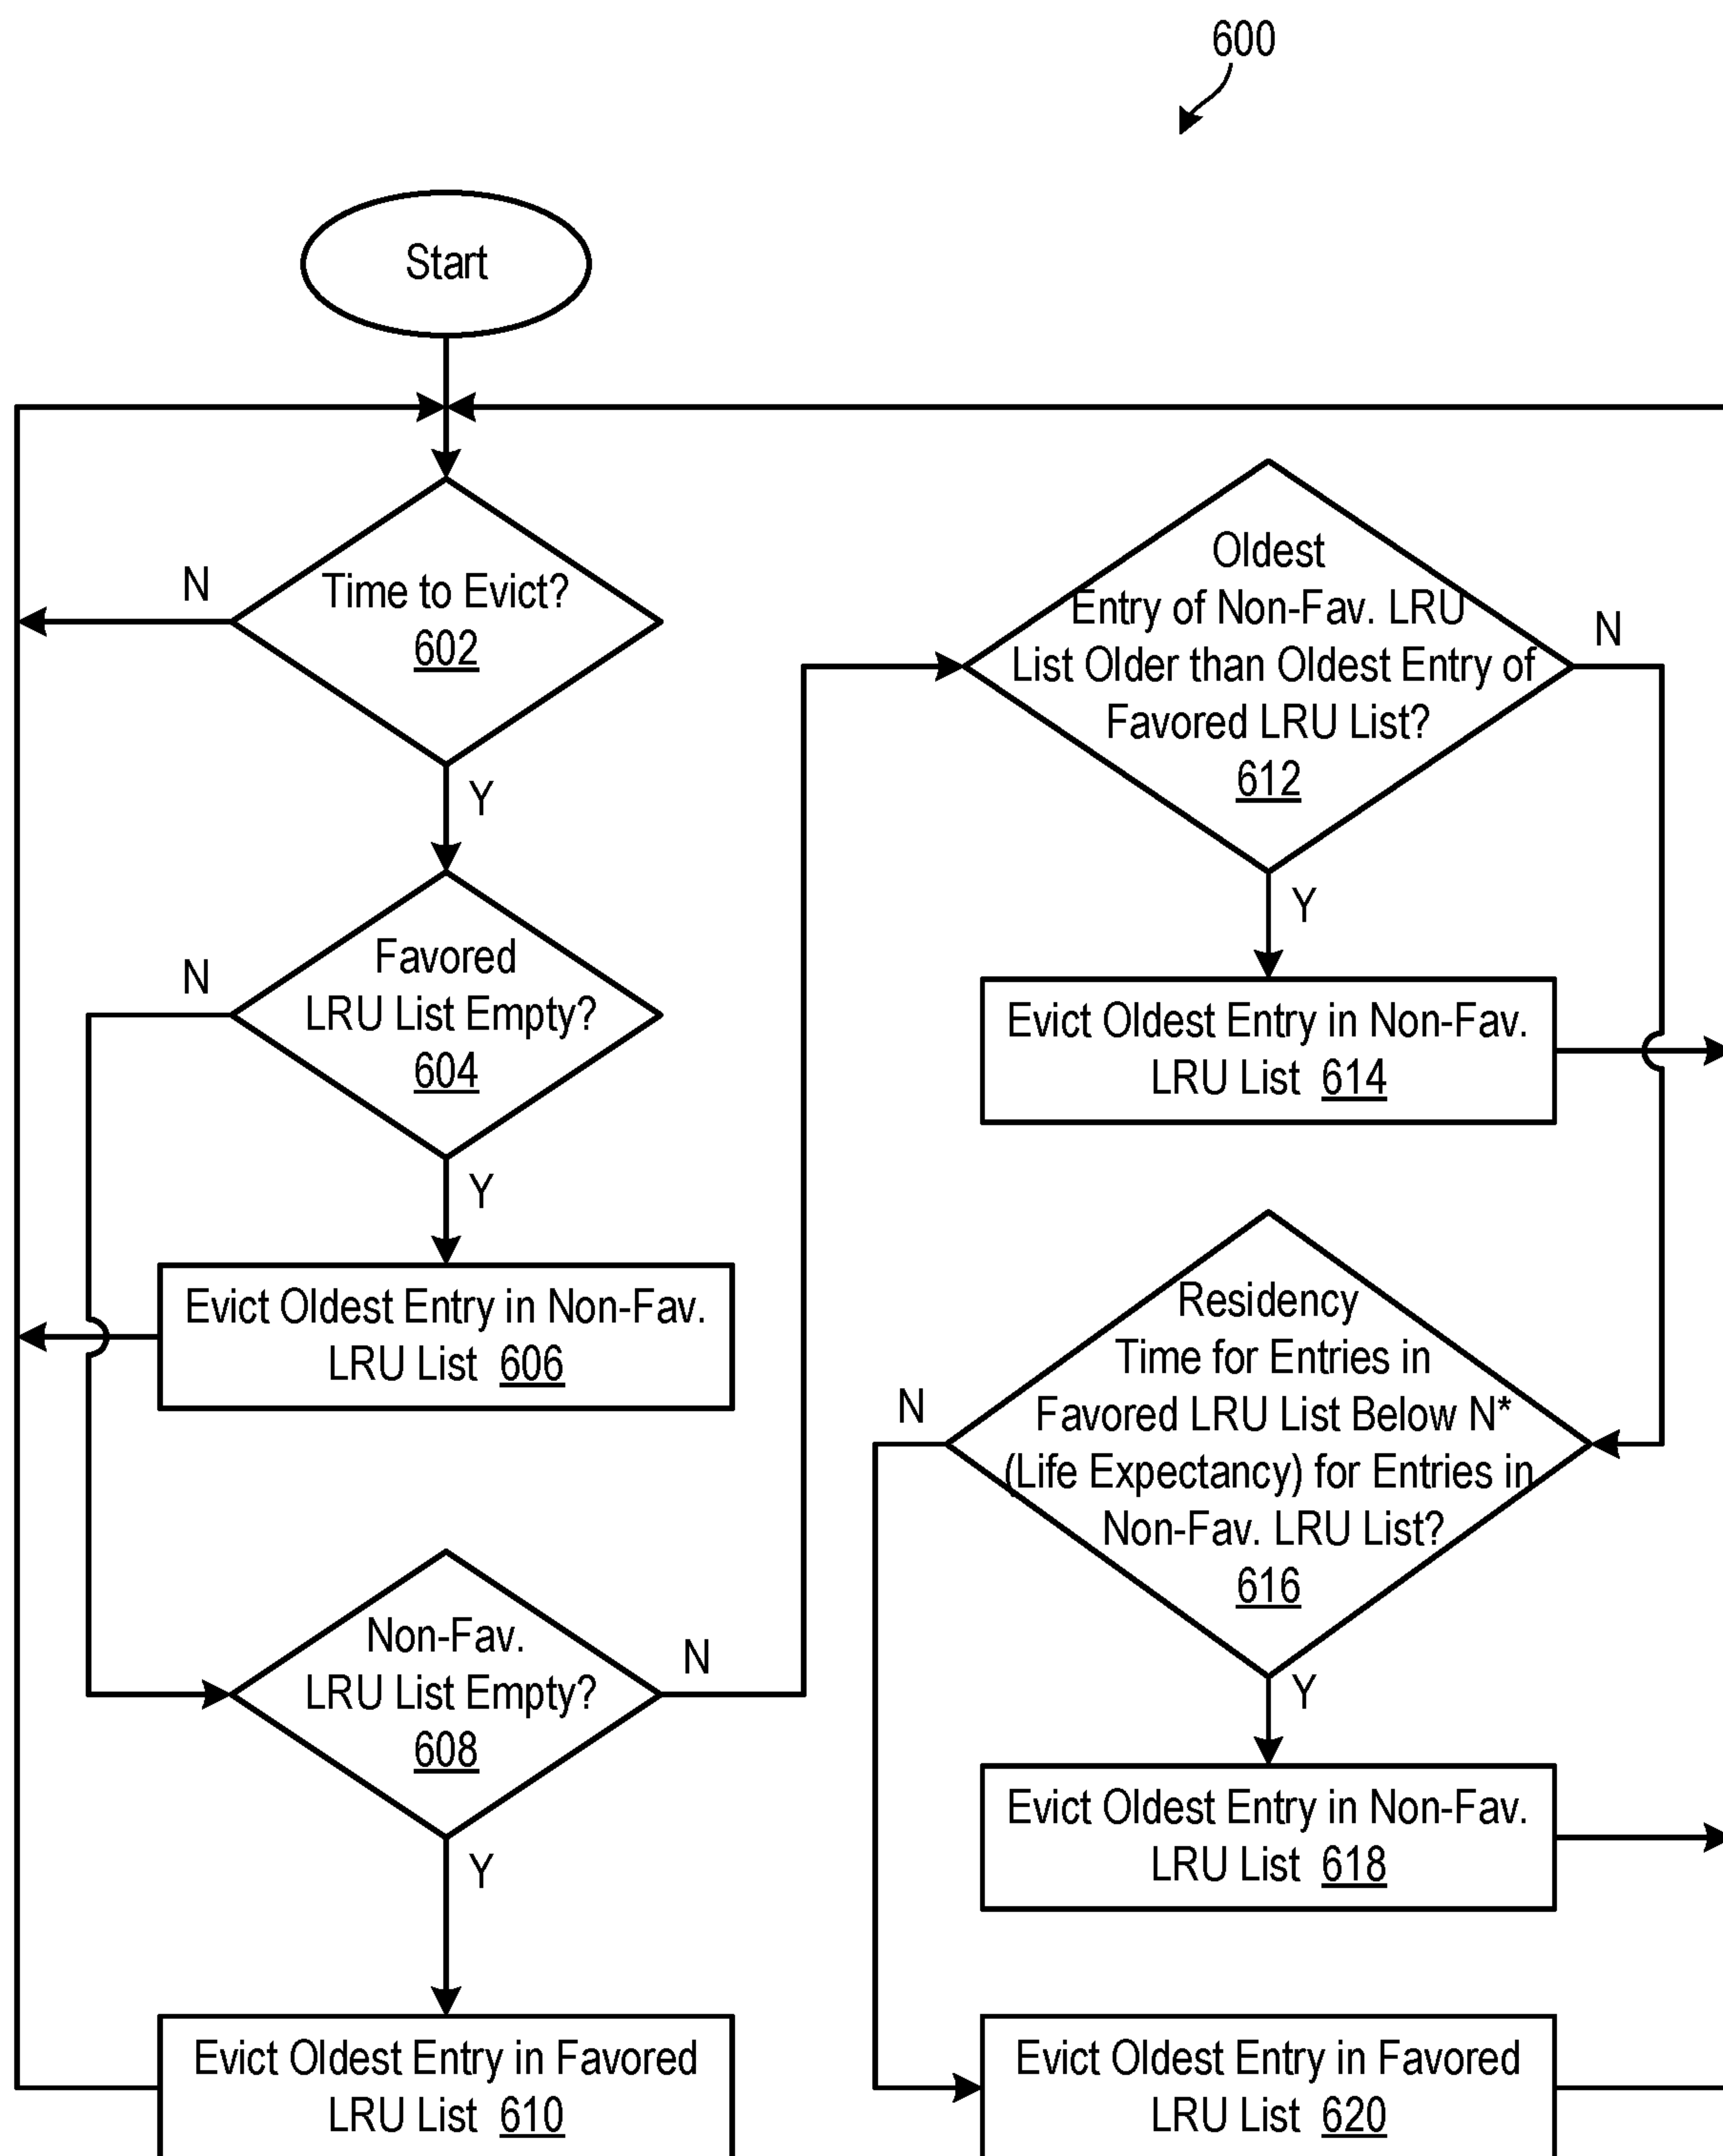 600
Start
Time to Evict?
602
N
Y
Favored
LRU List Empty?
604
N
Y
Evict Oldest Entry in Non-Fav.
LRU List 606
Non-Fav.
LRU List Empty?
608
N
Y
Evict Oldest Entry in Favored
LRU List 610
Oldest
Entry of Non-Fav. LRU
List Older than Oldest Entry of
Favored LRU List?
612
N
Y
Evict Oldest Entry in Non-Fav.
LRU List 614
Residency
Time for Entries in
Favored LRU List Below N*
(Life Expectancy) for Entries in
Non-Fav. LRU List?
616
N
Y
Evict Oldest Entry in Non-Fav.
LRU List 618
Evict Oldest Entry in Favored
LRU List 620